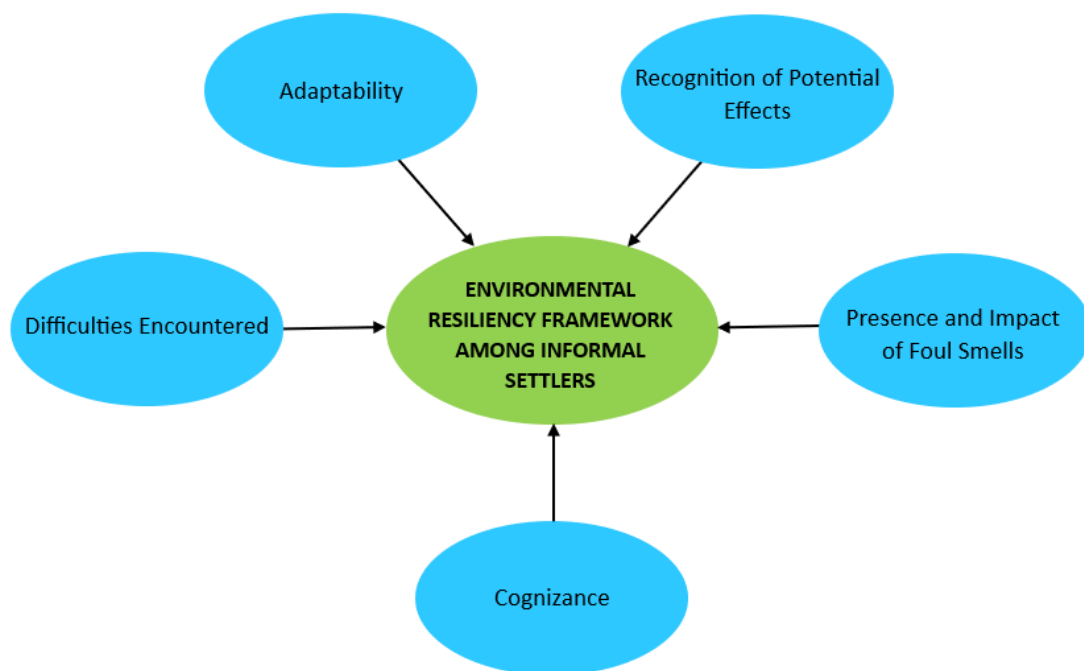 Adaptability
Recognition of Potential
Effects
Difficulties Encountered
ENVIRONMENTAL
RESILIENCY FRAMEWORK
AMONG INFORMAL
SETTLERS
Presence and Impact
of Foul Smells
Cognizance